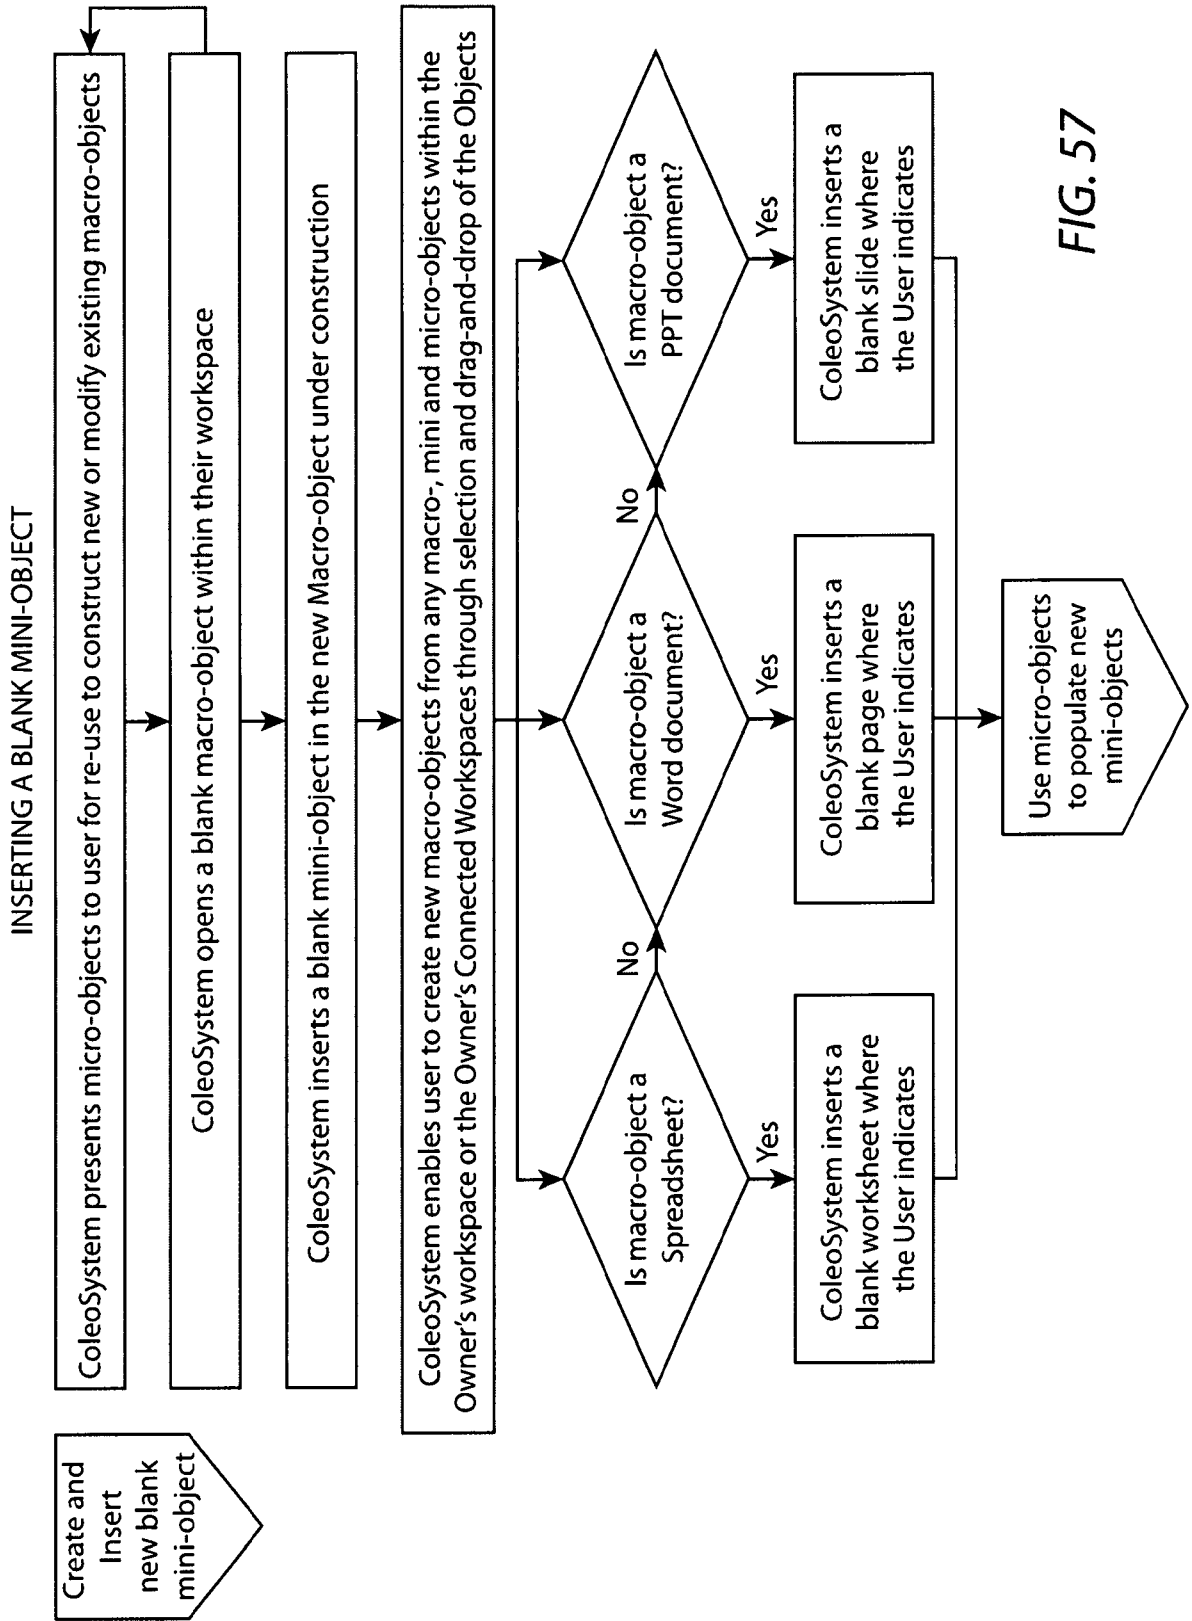 INSERTING A BLANK MINI-OBJECT
Create and
Insert
new blank
mini-object
ColeoSystem presents micro-objects to user for re-use to construct new or modify existing macro-objects
ColeoSystem opens a blank macro-object within their workspace
ColeoSystem inserts a blank mini-object in the new Macro-object under construction
ColeoSystem enables user to create new macro-objects from any macro-, mini and micro-objects within the
Owner's workspace or the Owner's Connected Workspaces through selection and drag-and-drop of the Objects
Is macro-object a
Spreadsheet?
No
Is macro-object a
Word document?
No
Is macro-object a
PPT document?
Yes
Yes
Yes
ColeoSystem inserts a
blank worksheet where
the User indicates
ColeoSystem inserts a
blank page where
the User indicates
ColeoSystem inserts a
blank slide where
the User indicates
Use micro-objects
to populate new
mini-objects
FIG. 57